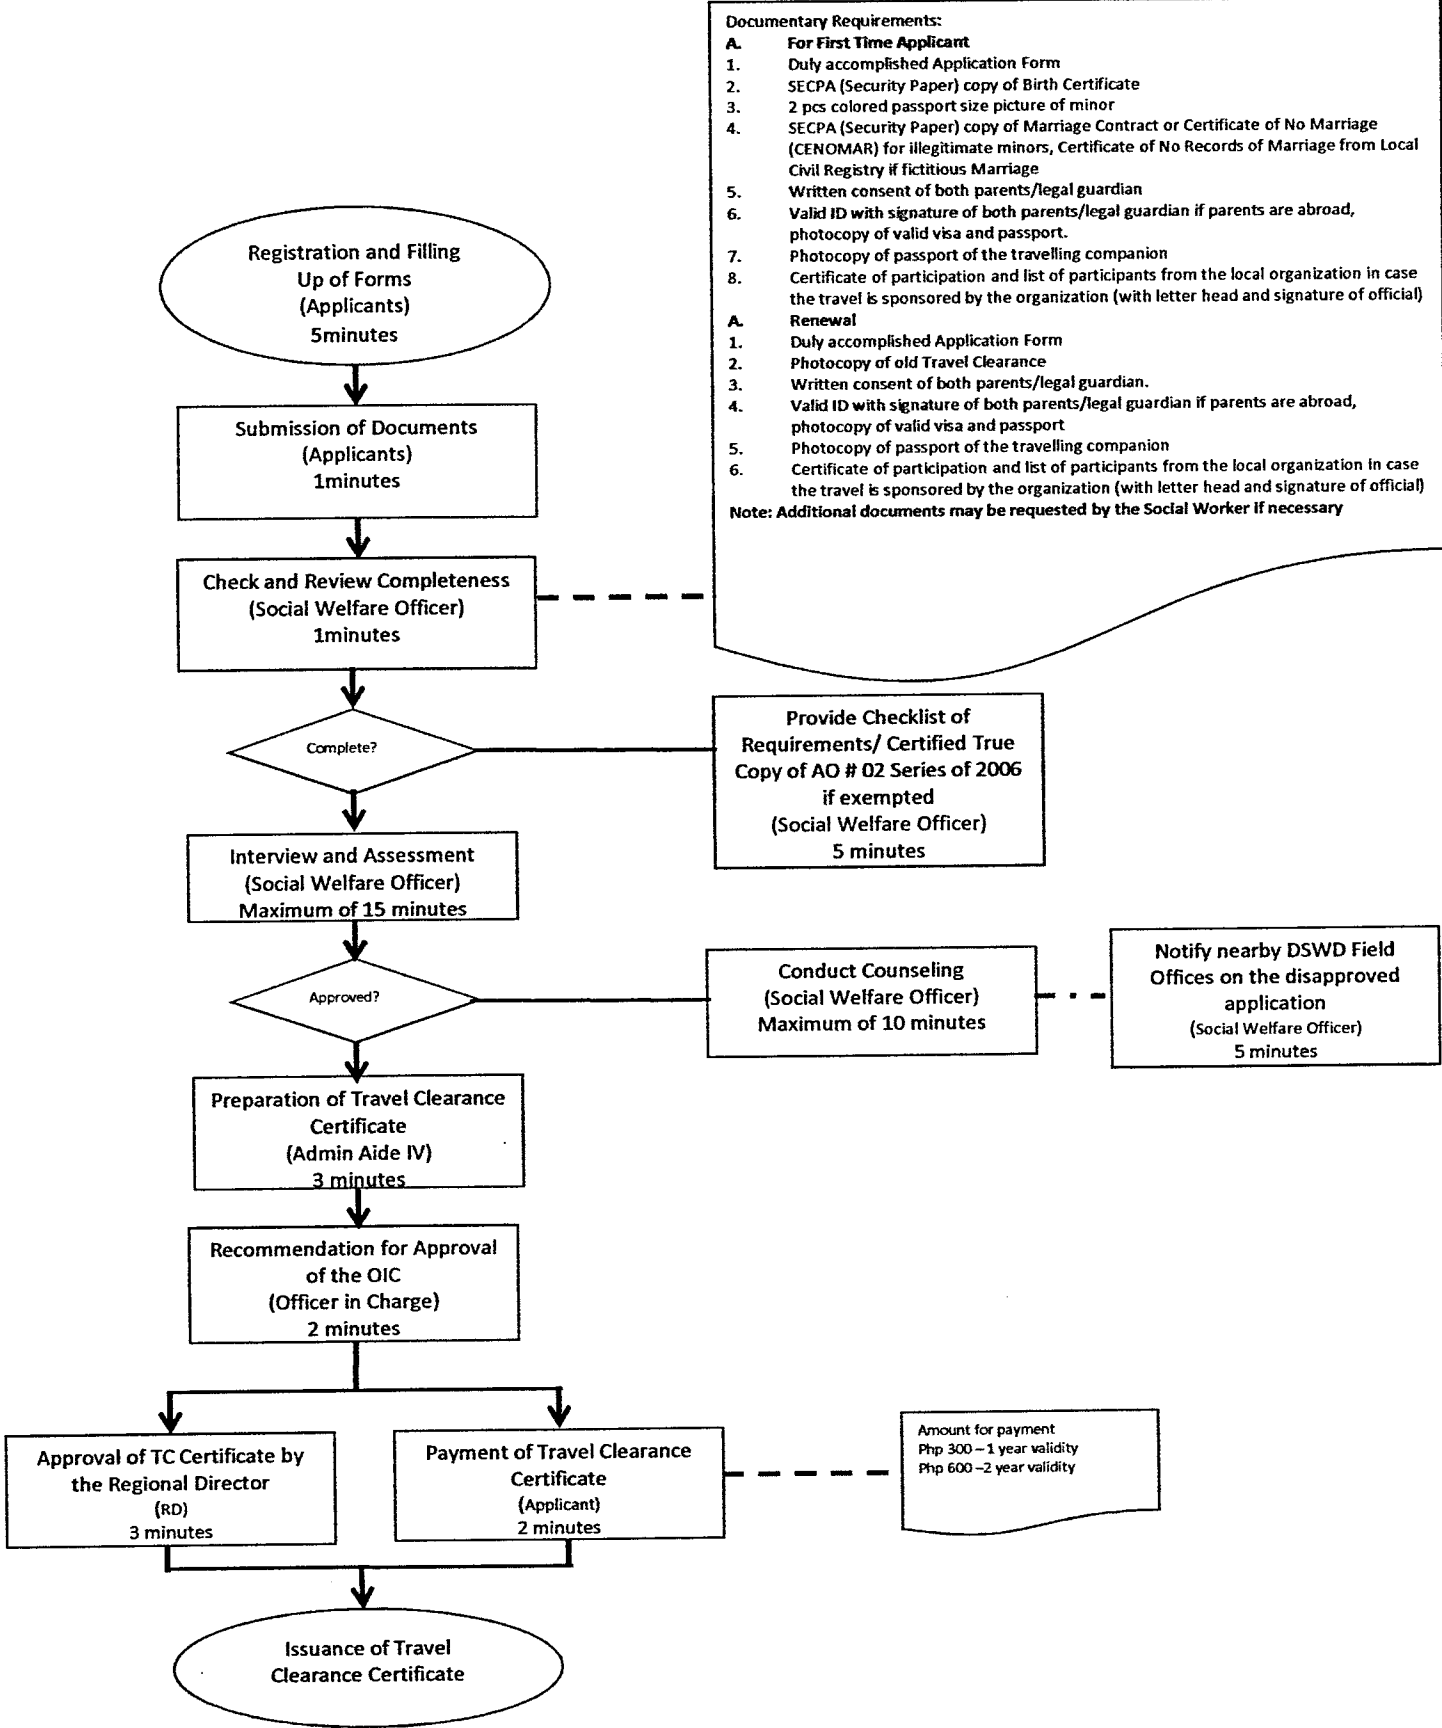 Documentary Requirements:
A. For First Time Applicant
1. Duly accomplished Application Form
2. SECPA (Security Paper) copy of Birth Certificate
3. 2 pcs colored passport size picture of minor
4. SECPA (Security Paper) copy of Marriage Contract or Certificate of No Marriage
(CENOMAR) for illegitimate minors, Certificate of No Records of Marriage from Local
Civil Registry if fictitious Marriage
5. Written consent of both parents/legal guardian
6. Valid ID with signature of both parents/legal guardian if parents are abroad,
photocopy of valid visa and passport.
7. Photocopy of passport of the travelling companion
8. Certificate of participation and list of participants from the local organization in case
the travel is sponsored by the organization (with letter head and signature of official)
A. Renewal
1. Duly accomplished Application Form
2. Photocopy of old Travel Clearance
3. Written consent of both parents/legal guardian.
4. Valid ID with signature of both parents/legal guardian if parents are abroad,
photocopy of valid visa and passport
5. Photocopy of passport of the travelling companion
6. Certificate of participation and list of participants from the local organization in case
the travel is sponsored by the organization (with letter head and signature of official)
Note: Additional documents may be requested by the Social Worker if necessary
Registration and Filling
Up of Forms
(Applicants)
5minutes
Submission of Documents
(Applicants)
1minutes
Check and Review Completeness
(Social Welfare Officer)
1minutes
Complete?
Provide Checklist of
Requirements/ Certified True
Copy of AO # 02 Series of 2006
if exempted
(Social Welfare Officer)
5 minutes
Interview and Assessment
(Social Welfare Officer)
Maximum of 15 minutes
Approved?
Conduct Counseling
(Social Welfare Officer)
Maximum of 10 minutes
Notify nearby DSWD Field
Offices on the disapproved
application
(Social Welfare Officer)
5 minutes
Preparation of Travel Clearance
Certificate
(Admin Aide IV)
3 minutes
Recommendation for Approval
of the OIC
(Officer in Charge)
2 minutes
Approval of TC Certificate by
the Regional Director
(RD)
3 minutes
Payment of Travel Clearance
Certificate
(Applicant)
2 minutes
Amount for payment
Php 300 – 1 year validity
Php 600 –2 year validity
Issuance of Travel
Clearance Certificate